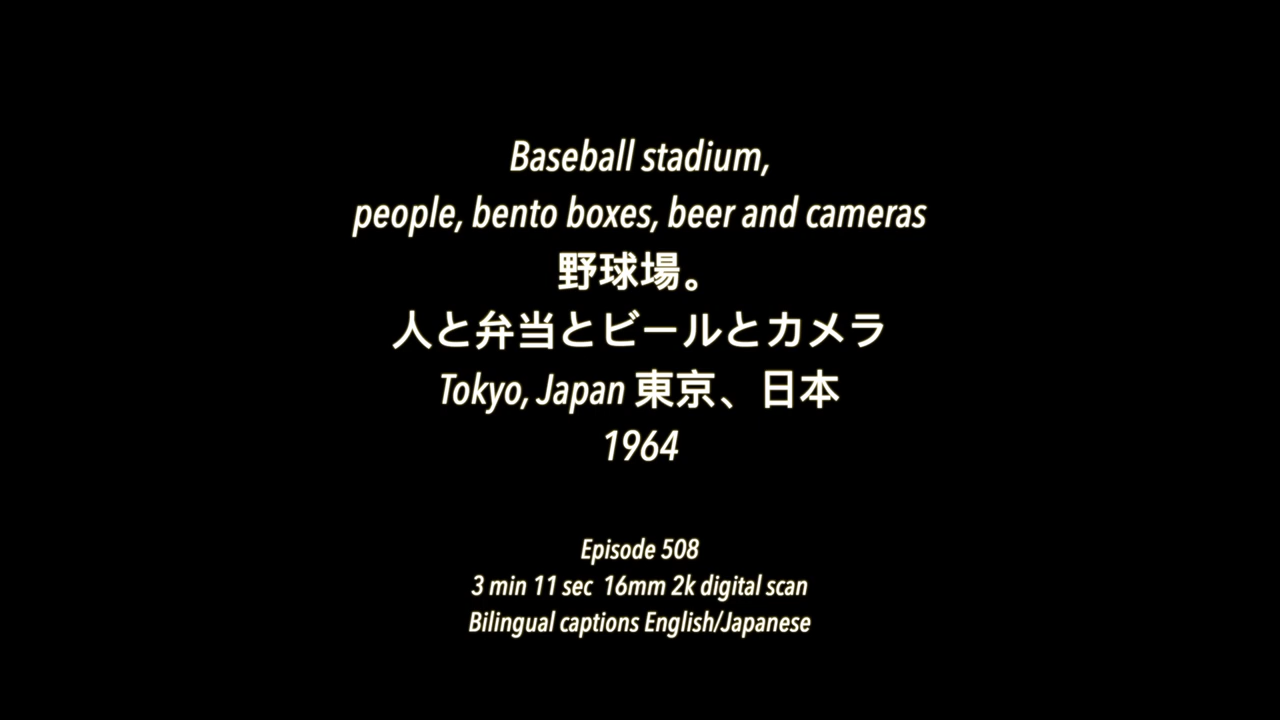 Baseball stadium,
people, bento boxes, beer and cameras
野球場。
人と弁当とビールとカメラ
Tokyo, Japan 東京、日本
1964
Episode 508
3 min 11 sec  16mm 2k digital scan
Bilingual captions English/Japanese